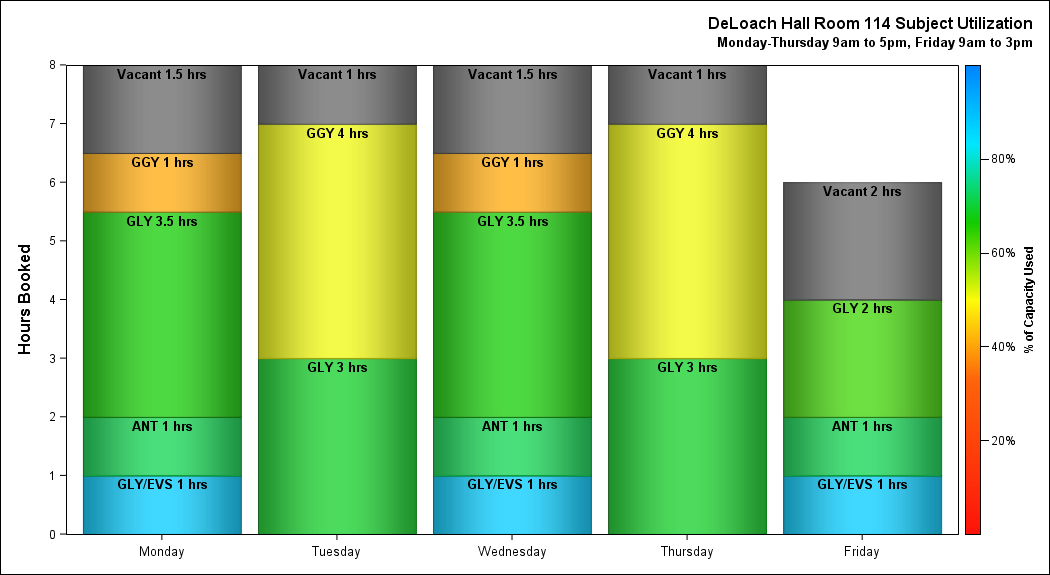 DeLoach Hall Room 114 Subject Utilization
Monday-Thursday 9am to 5pm, Friday 9am to 3pm
Hours Booked
8
7
6
5
4
3
2
1
0
Vacant 1.5 hrs
GGY 1 hrs
GLY 3.5 hrs
ANT 1 hrs
GLY/EVS 1 hrs
Vacant 1 hrs
GGY 4 hrs
GLY 3 hrs
Vacant 1.5 hrs
GGY 1 hrs
GLY 3.5 hrs
ANT 1 hrs
GLY/EVS 1 hrs
Vacant 1 hrs
GGY 4 hrs
GLY 3 hrs
Vacant 2 hrs
GLY 2 hrs
ANT 1 hrs
GLY/EVS 1 hrs
Monday Tuesday Wednesday Thursday Friday
80%
60%
40%
20%
% of Capacity Used